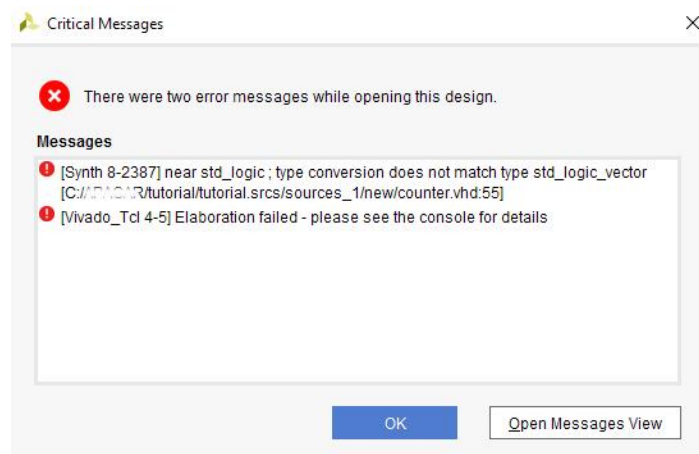 Critical Messages
There were two error messages while opening this design.
Messages
[Synth 8-2387] near std_logic ; type conversion does not match type std_logic_vector
[C:/ /tutorial/tutorial.srcs/sources_1/new/counter.vhd:55]
[Vivado_Tcl 4-5] Elaboration failed - please see the console for details
OK
Open Messages View